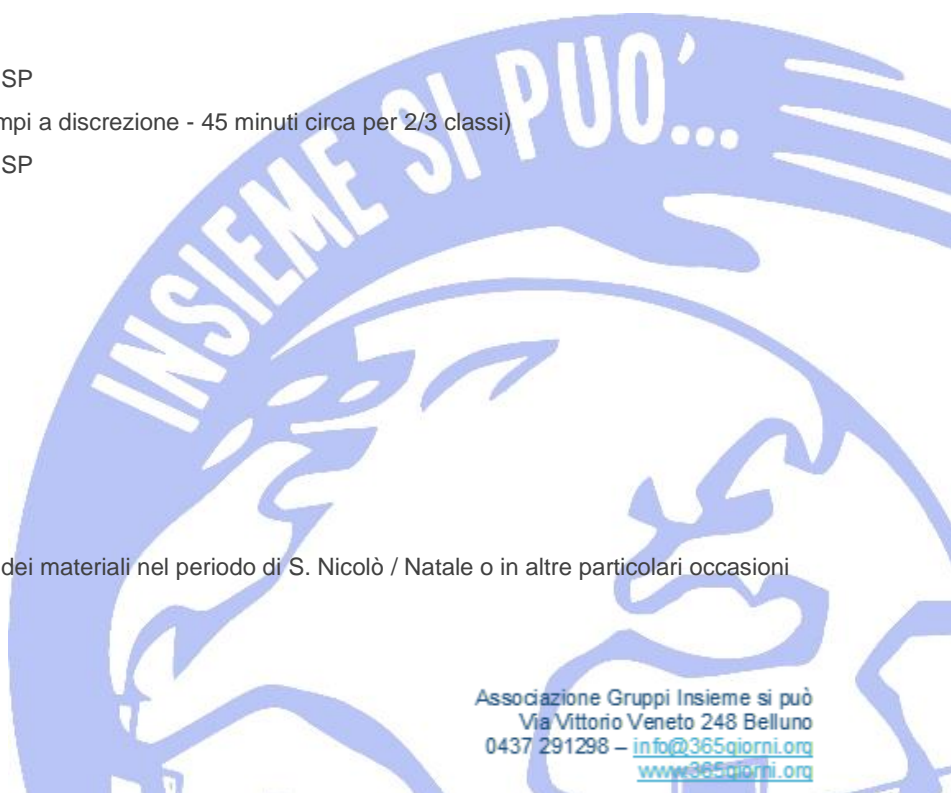 SP
mpi a discrezione - 45 minuti circa per 2/3 classi)
SP
INSIEME SI PUO'...
dei materiali nel periodo di S. Nicolò / Natale o in altre particolari occasioni
Associazione Gruppi Insieme si può
Via Vittorio Veneto 248 Belluno
0437 291298 – info@365giorni.org
www.365giorni.org